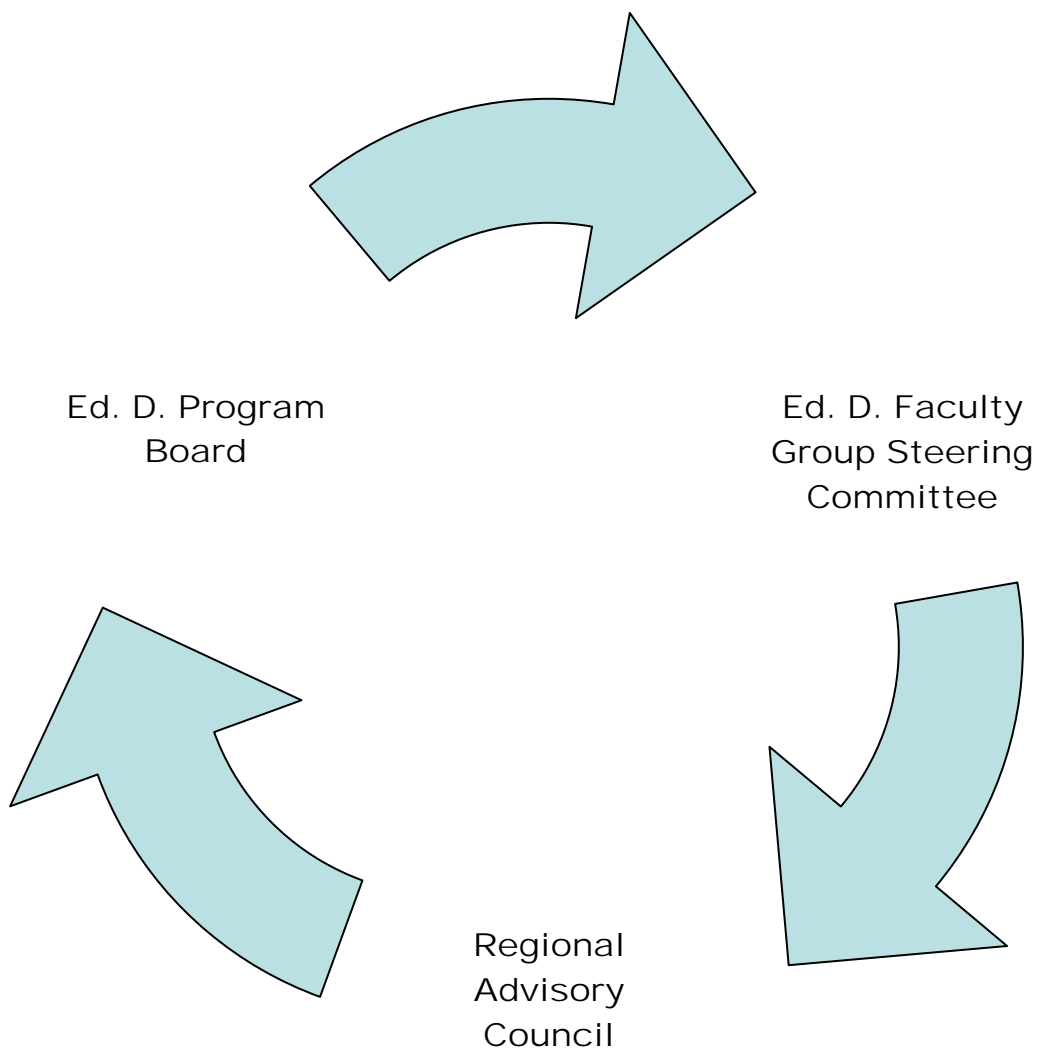 Ed. D. Program
Board
Ed. D. Faculty
Group Steering
Committee
Regional
Advisory
Council